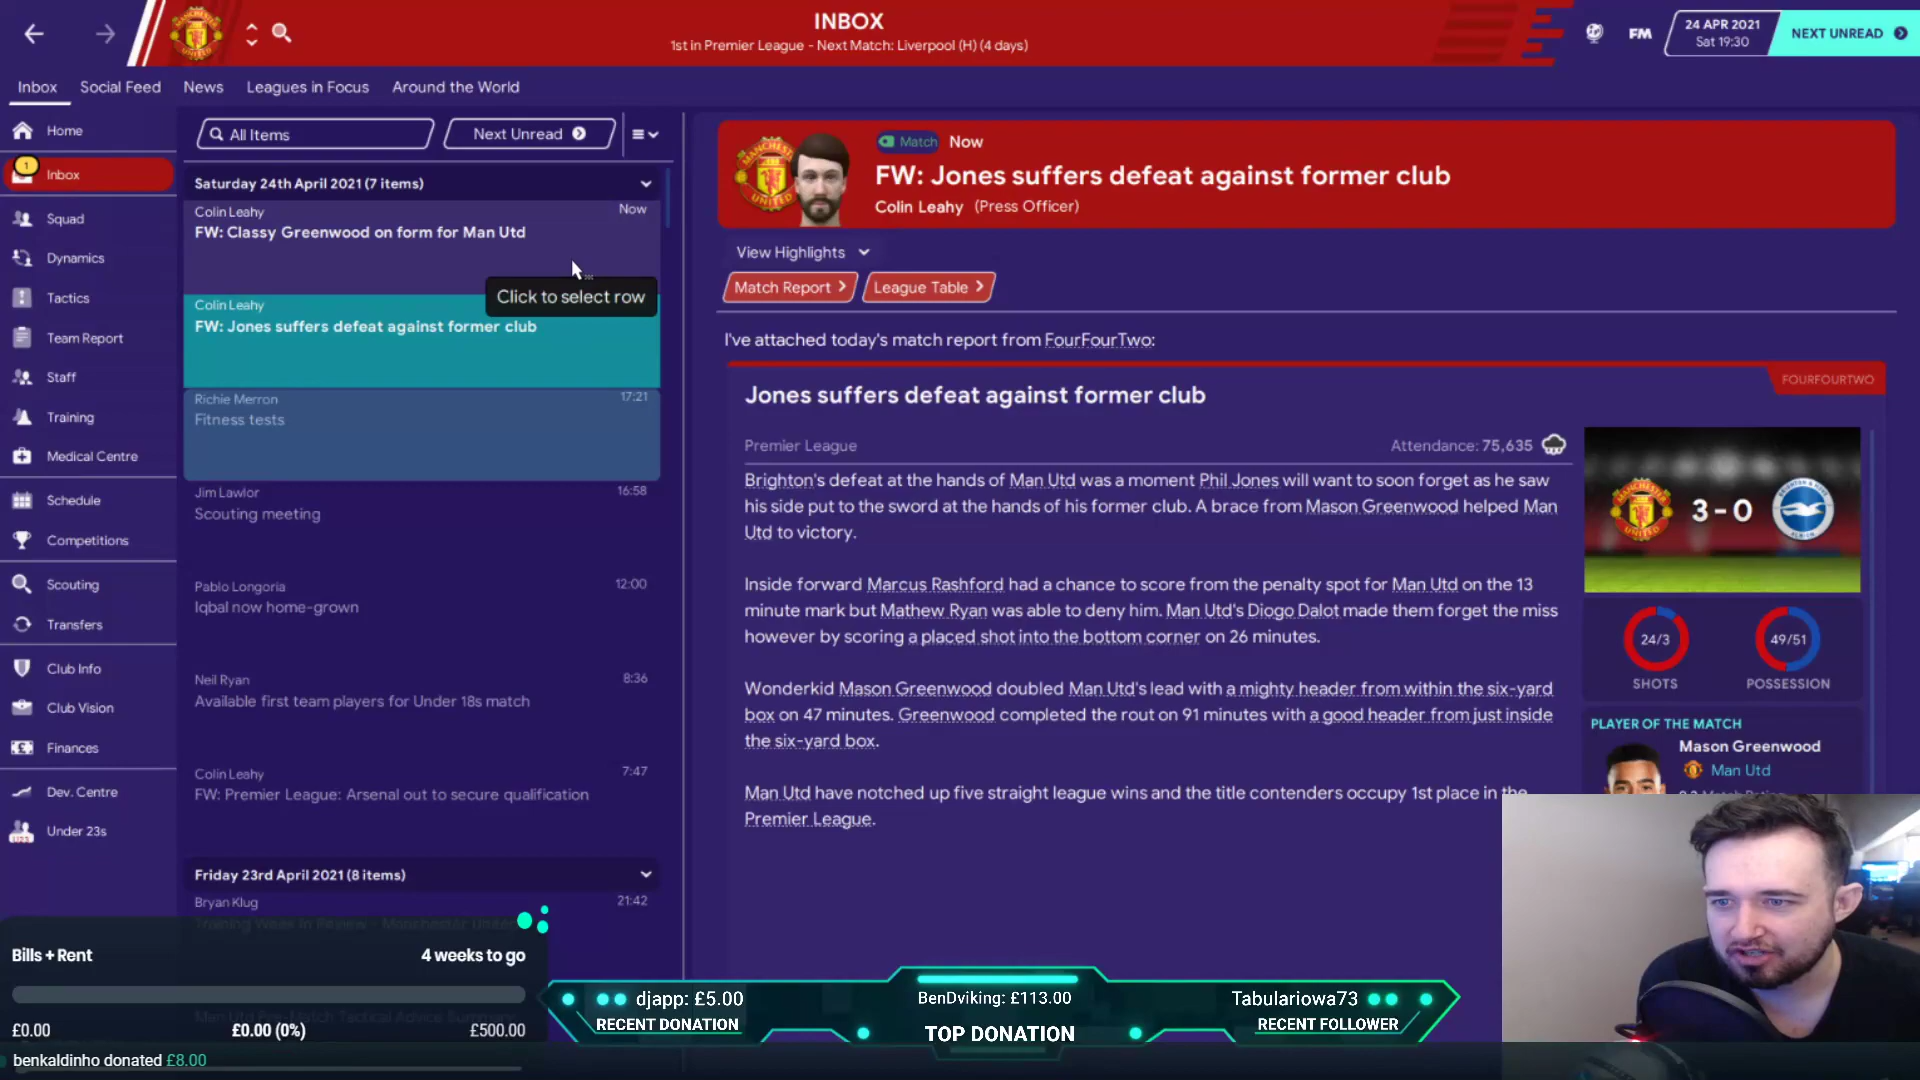 INBOX
1st in Premier League - Next Match: Liverpool (H) (4 days)
FM
24 APR 2021
Sat 19:30
NEXT UNREAD
Inbox
Social Feed
News
Leagues in Focus
Around the World
Home
1
Inbox
Squad
Dynamics
Tactics
Team Report
Staff
Training
Medical Centre
Schedule
Competitions
Scouting
Transfers
Club Info
Club Vision
Finances
Dev. Centre
Under 23s
All Items
Next Unread
Saturday 24th April 2021 (7 items)
Colin Leahy
Now
FW: Classy Greenwood on form for Man Utd
Click to select row
Colin Leahy
FW: Jones suffers defeat against former club
Richie Merron
17:21
Fitness tests
Jim Lawlor
16:58
Scouting meeting
Pablo Longoria
12:00
Iqbal now home-grown
Neil Ryan
8:36
Available first team players for Under 18s match
Colin Leahy
7:47
FW: Premier League: Arsenal out to secure qualification
Friday 23rd April 2021 (8 items)
Bryan Klug
21:42
Match
Now
FW: Jones suffers defeat against former club
Colin Leahy (Press Officer)
View Highlights
Match Report
League Table
I've attached today's match report from FourFourTwo:
FOURFOURTWO
Jones suffers defeat against former club
Premier League
Attendance: 75,635
Brighton's defeat at the hands of Man Utd was a moment Phil Jones will want to soon forget as he saw
his side put to the sword at the hands of his former club. A brace from Mason Greenwood helped Man
Utd to victory.
Inside forward Marcus Rashford had a chance to score from the penalty spot for Man Utd on the 13
minute mark but Mathew Ryan was able to deny him. Man Utd's Diogo Dalot made them forget the miss
however by scoring a placed shot into the bottom corner on 26 minutes.
Wonderkid Mason Greenwood doubled Man Utd's lead with a mighty header from within the six-yard
box on 47 minutes. Greenwood completed the rout on 91 minutes with a good header from just inside
the six-yard box.
Man Utd have notched up five straight league wins and the title contenders occupy 1st place in the
Premier League.
3 - 0
24/3
SHOTS
49/51
POSSESSION
PLAYER OF THE MATCH
Mason Greenwood
Man Utd
Bills + Rent
4 weeks to go
£0.00
£0.00 (0%)
£500.00
benkaldinho donated £8.00
djapp: £5.00
RECENT DONATION
BenDviking: £113.00
TOP DONATION
Tabulariowa73
RECENT FOLLOWER